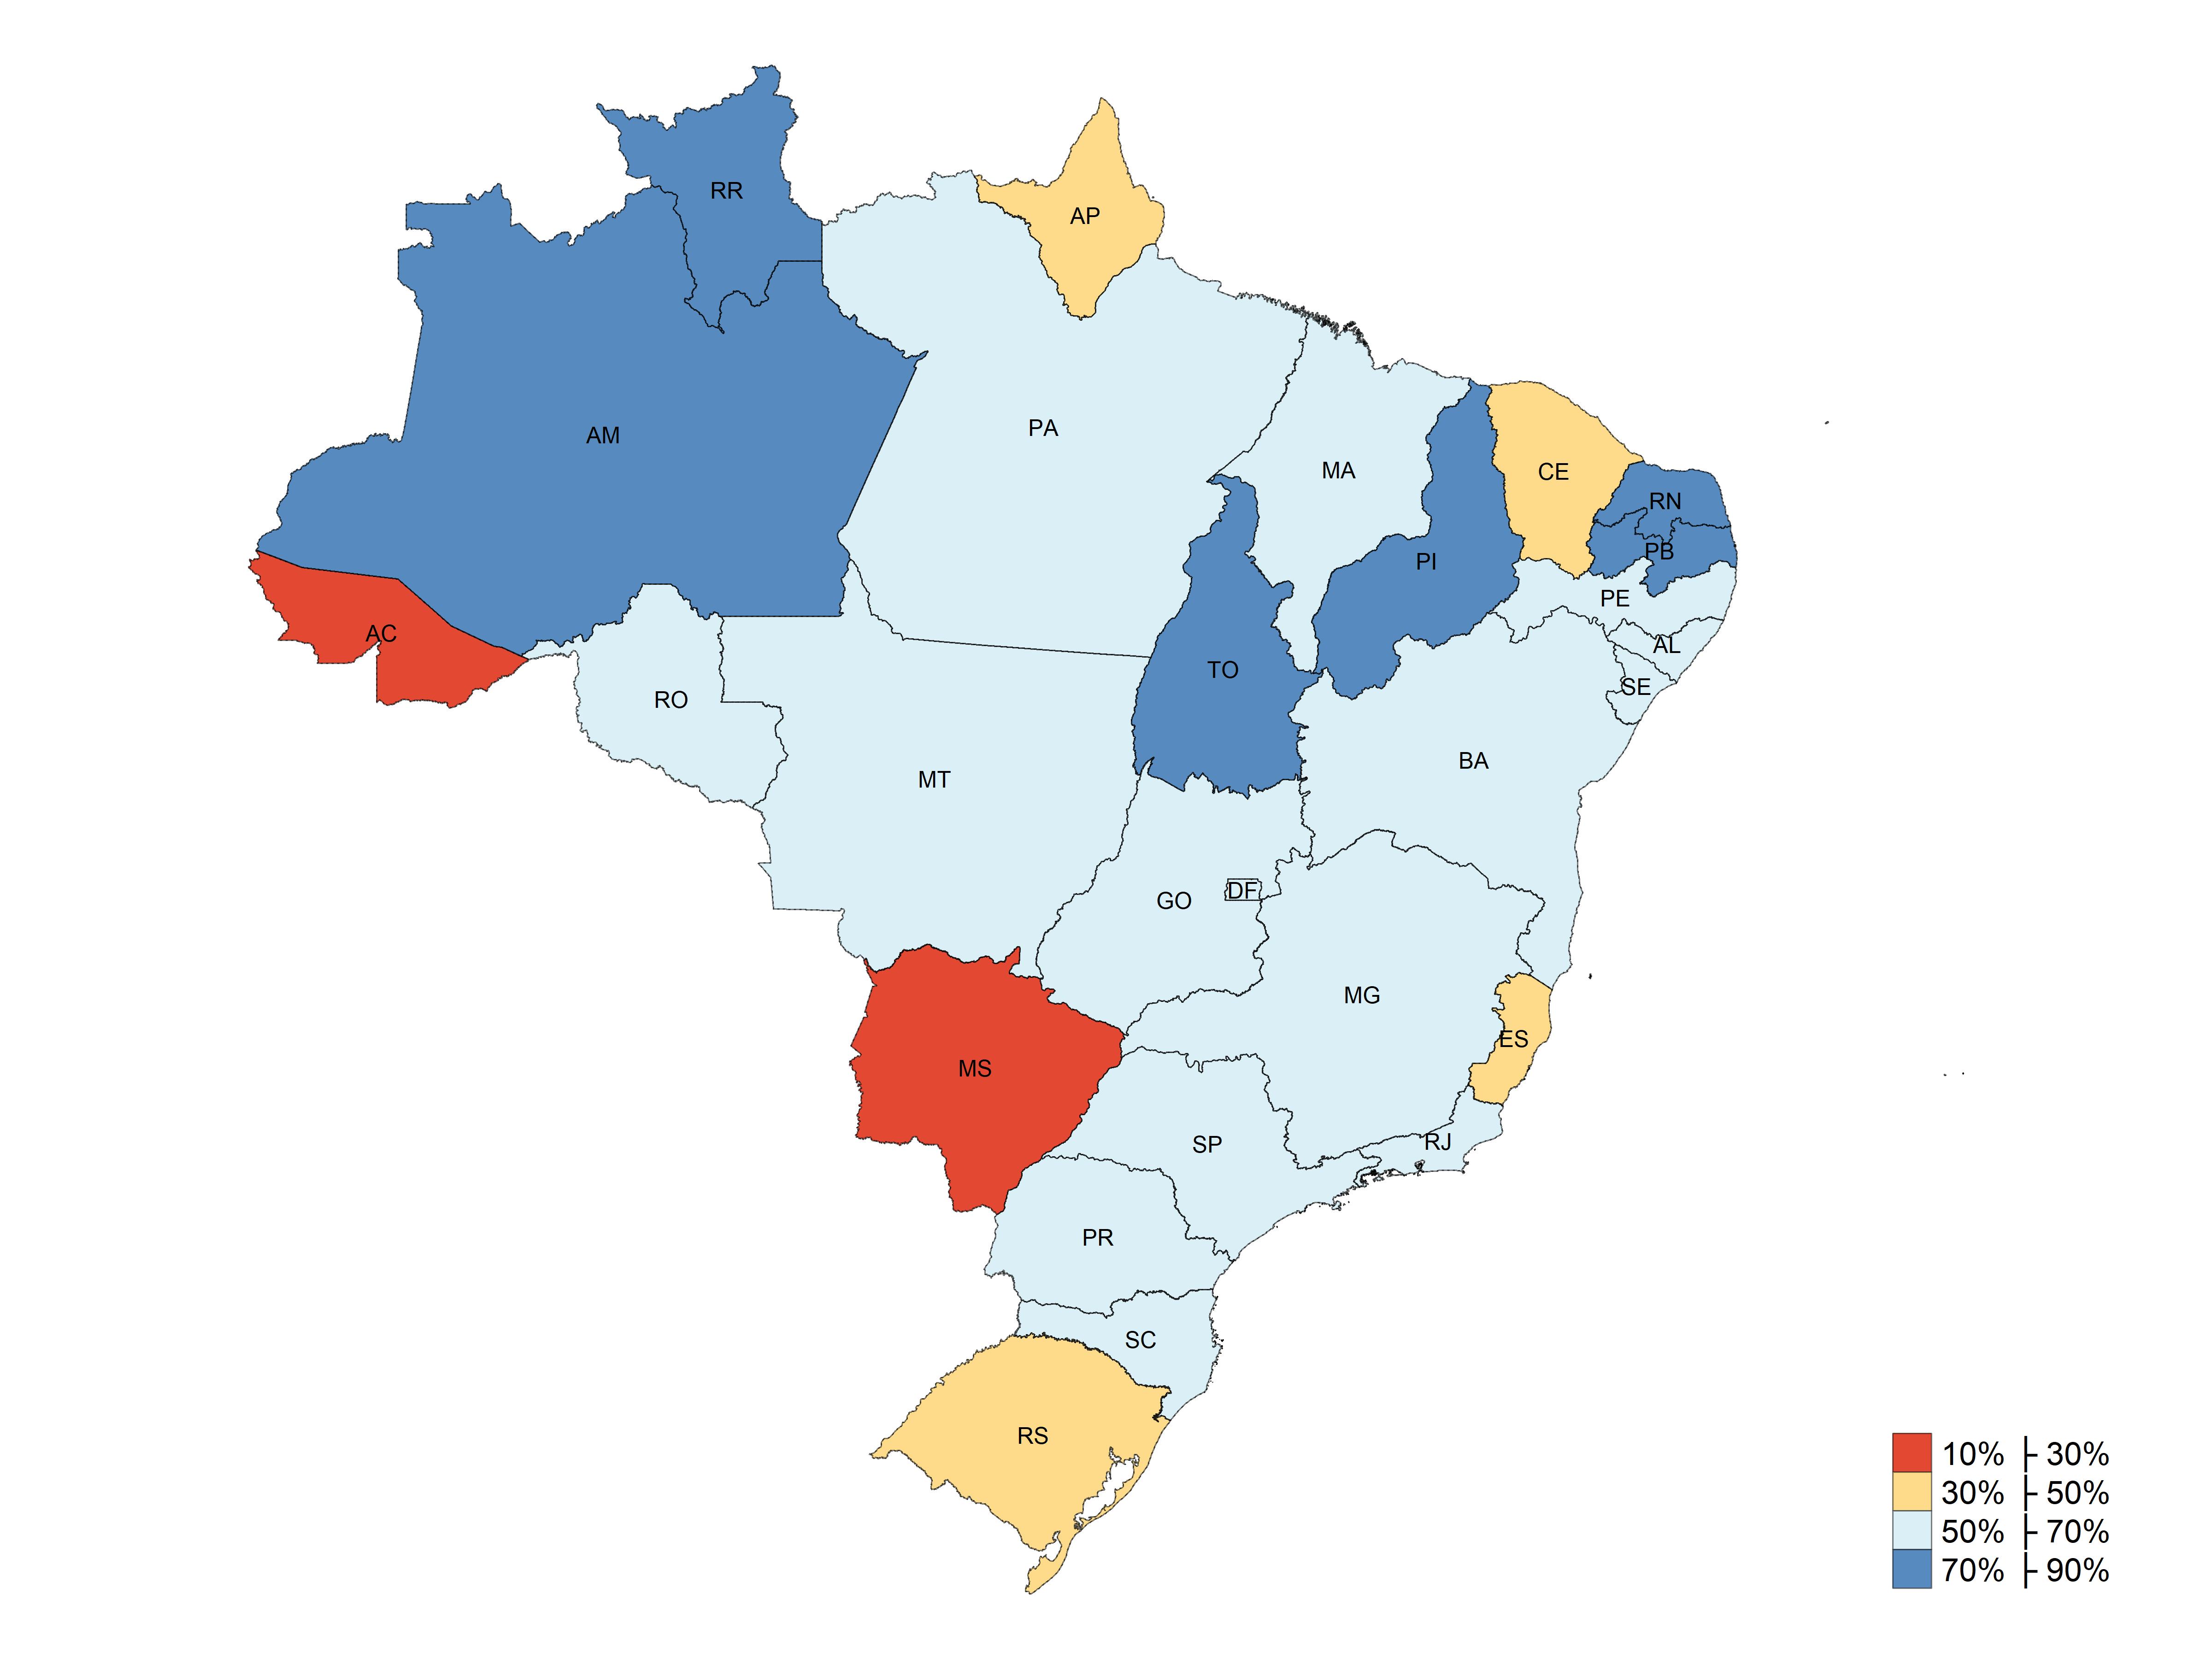 RR
AP
AM
PA
MA
CE
RN
PB
PI
PE
AC
AL
TO
SE
RO
BA
MT
DF
GO
MG
ES
MS
RJ
SP
PR
SC
RS
10% ├ 30%
30% ├ 50%
50% ├ 70%
70% ├ 90%